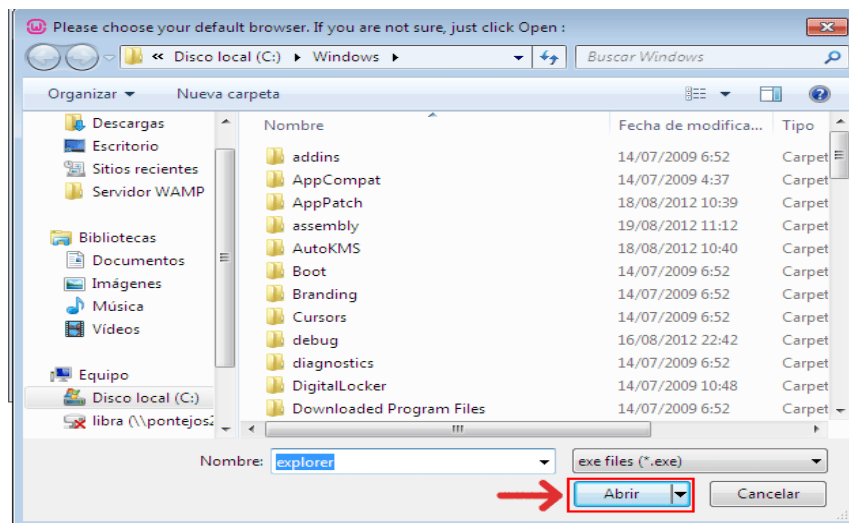 Please choose your default browser. If you are not sure, just click Open :
« Disco local (C:) Windows Buscar Windows
Organizar Nueva carpeta
Descargas
Escritorio
Sitios recientes
Servidor WAMP
Bibliotecas
Documentos
Imágenes
Música
Vídeos
Equipo
Disco local (C:)
libra (\\pontejos2
Nombre Fecha de modifica... Tipo
addins 14/07/2009 6:52 Carpet
AppCompat 14/07/2009 4:37 Carpet
AppPatch 18/08/2012 10:39 Carpet
assembly 19/08/2012 11:12 Carpet
AutoKMS 18/08/2012 10:40 Carpet
Boot 14/07/2009 6:52 Carpet
Branding 14/07/2009 6:52 Carpet
Cursors 14/07/2009 6:52 Carpet
debug 16/08/2012 22:42 Carpet
diagnostics 14/07/2009 6:52 Carpet
DigitalLocker 14/07/2009 10:48 Carpet
Downloaded Program Files 14/07/2009 6:52 Carpet
Nombre: explorer exe files (*.exe)
Abrir Cancelar